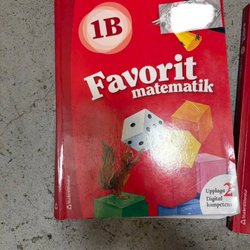 1B
Favorit
matematik
Upplaga 2
Digital
kompetens